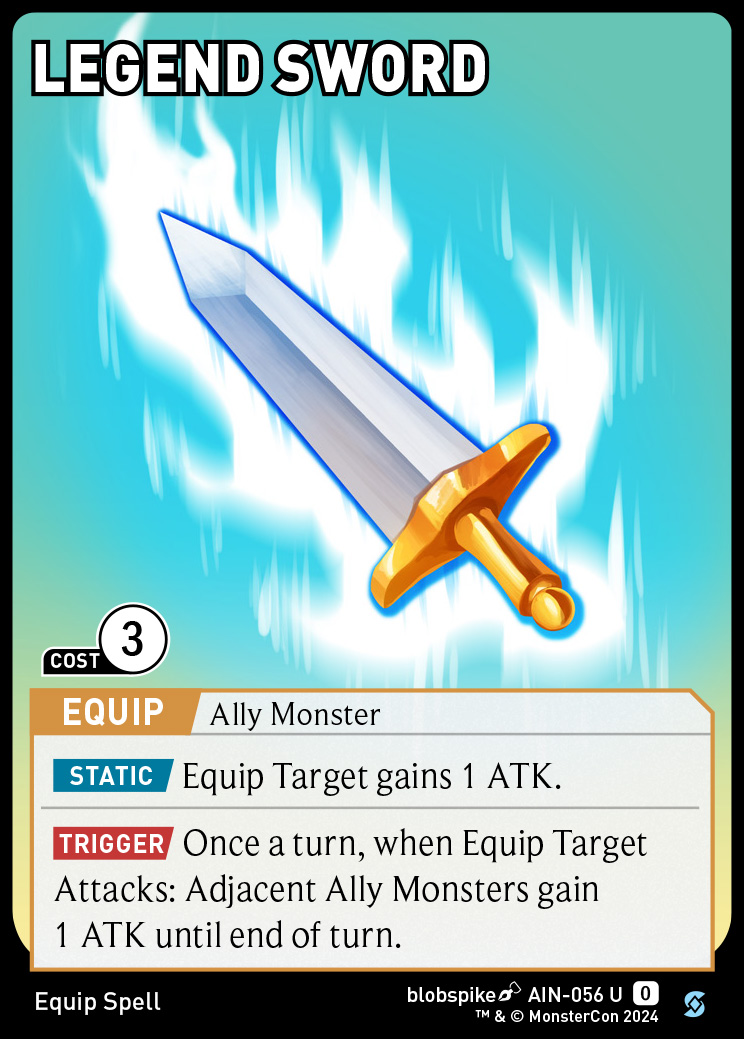 LEGEND SWORD
COST 3
EQUIP Ally Monster
STATIC Equip Target gains 1 ATK.
TRIGGER Once a turn, when Equip Target
Attacks: Adjacent Ally Monsters gain
1 ATK until end of turn.
Equip Spell
blobspike AIN-056 U 0
™ & © MonsterCon 2024